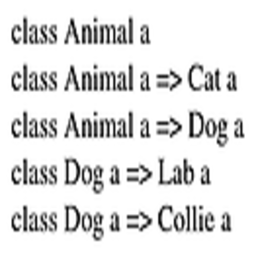 class Animal a
class Animal a => Cat a
class Animal a => Dog a
class Dog a => Lab a
class Dog a => Collie a